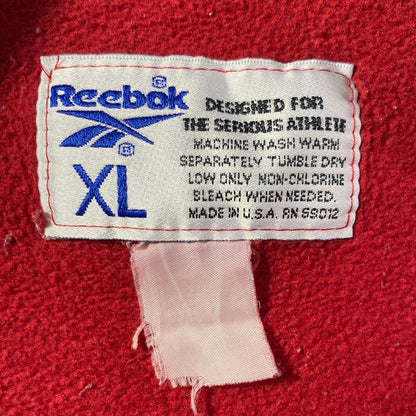 Reebok
XL
DESIGNED FOR
THE SERIOUS ATHLETE
MACHINE WASH WARM
SEPARATELY TUMBLE DRY
LOW ONLY NON-CHLORINE
BLEACH WHEN NEEDED.
MADE IN U.S.A. RN 59012